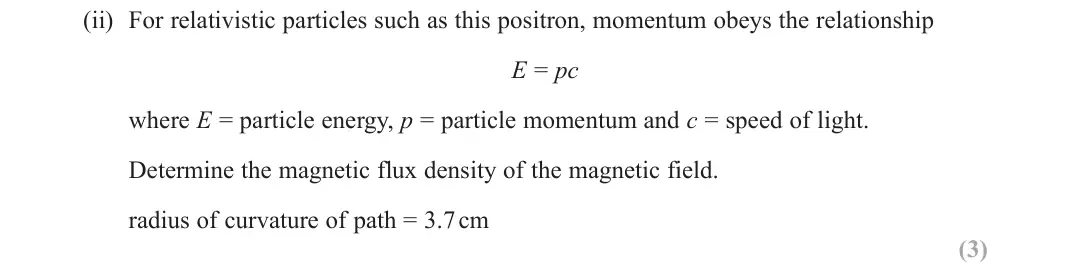 (ii) For relativistic particles such as this positron, momentum obeys the relationship
E = pc
where E = particle energy, p = particle momentum and c = speed of light.
Determine the magnetic flux density of the magnetic field.
radius of curvature of path = 3.7 cm
(3)